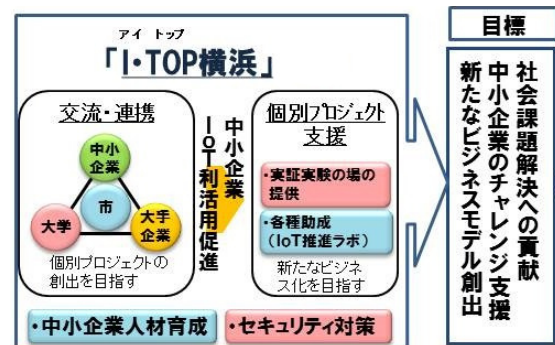 アイ トップ
「I・TOP横浜」
交流・連携
中小
企業
市
大学
大手
企業
個別プロジェクトの
創出を目指す
中小企業
IoT利活用促進
個別プロジェクト
支援
・実証実験の場の
提供
・各種助成
(IoT推進ラボ)
新たなビジネ
ス化を目指す
・中小企業人材育成
・セキュリティ対策
目標
社会課題解決への貢献
中小企業のチャレンジ支援
新たなビジネスモデル創出